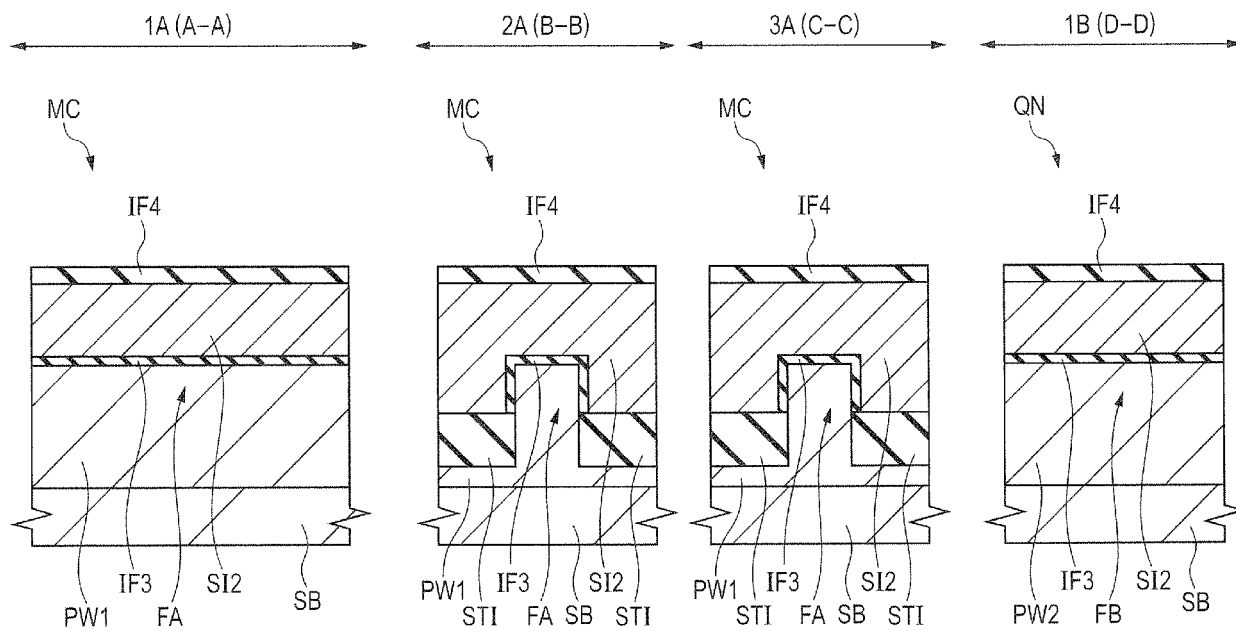 1A (A-A) 2A (B-B) 3A (C-C) 1B (D-D)
MC MC MC QN
IF4 IF4 IF4 IF4
PW1 FA IF3 SI2 SB
PW1 STI IF3 FA SB SI2 STI
PW1 STI IF3 FA SB SI2 STI
PW2 IF3 FB SI2 SB